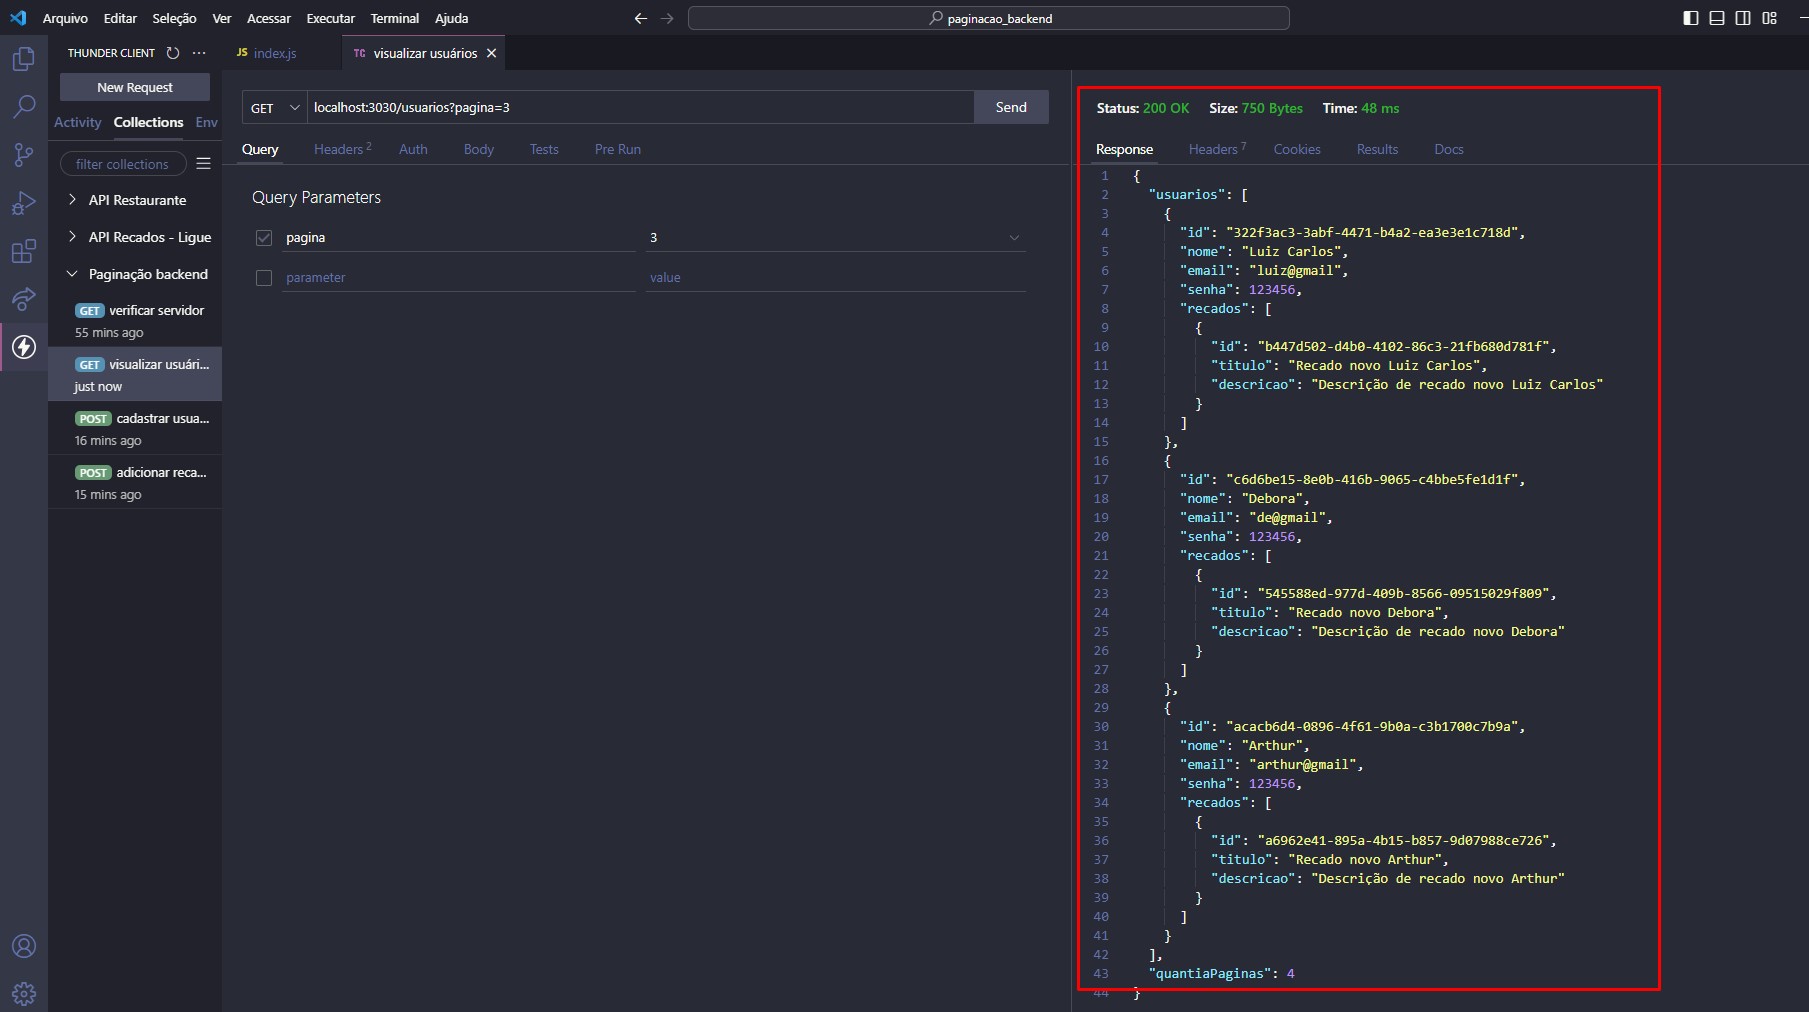 Arquivo Editar Seleção Ver Acessar Executar Terminal Ajuda
paginacao_backend
THUNDER CLIENT
New Request
Activity Collections Env
filter collections
API Restaurante
API Recados - Ligue
Paginação backend
GET verificar servidor
55 mins ago
GET visualizar usuári...
just now
POST cadastrar usua...
16 mins ago
POST adicionar reca...
15 mins ago
JS index.js
TC visualizar usuários
GET localhost:3030/usuarios?pagina=3 Send
Query Headers 2 Auth Body Tests Pre Run
Query Parameters
pagina 3
parameter value
Status: 200 OK Size: 750 Bytes Time: 48 ms
Response Headers 7 Cookies Results Docs
1 {
2 "usuarios": [
3 {
4 "id": "322f3ac3-3abf-4471-b4a2-ea3e3e1c718d",
5 "nome": "Luiz Carlos",
6 "email": "luiz@gmail",
7 "senha": 123456,
8 "recados": [
9 {
10 "id": "b447d502-d4b0-4102-86c3-21fb680d781f",
11 "titulo": "Recado novo Luiz Carlos",
12 "descricao": "Descrição de recado novo Luiz Carlos"
13 }
14 ]
15 },
16 {
17 "id": "c6d6be15-8e0b-416b-9065-c4bbe5fe1d1f",
18 "nome": "Debora",
19 "email": "de@gmail",
20 "senha": 123456,
21 "recados": [
22 {
23 "id": "545588ed-977d-409b-8566-09515029f809",
24 "titulo": "Recado novo Debora",
25 "descricao": "Descrição de recado novo Debora"
26 }
27 ]
28 },
29 {
30 "id": "acacb6d4-0896-4f61-9b0a-c3b1700c7b9a",
31 "nome": "Arthur",
32 "email": "arthur@gmail",
33 "senha": 123456,
34 "recados": [
35 {
36 "id": "a6962e41-895a-4b15-b857-9d07988ce726",
37 "titulo": "Recado novo Arthur",
38 "descricao": "Descrição de recado novo Arthur"
39 }
40 ]
41 }
42 ],
43 "quantiaPaginas": 4
44 }